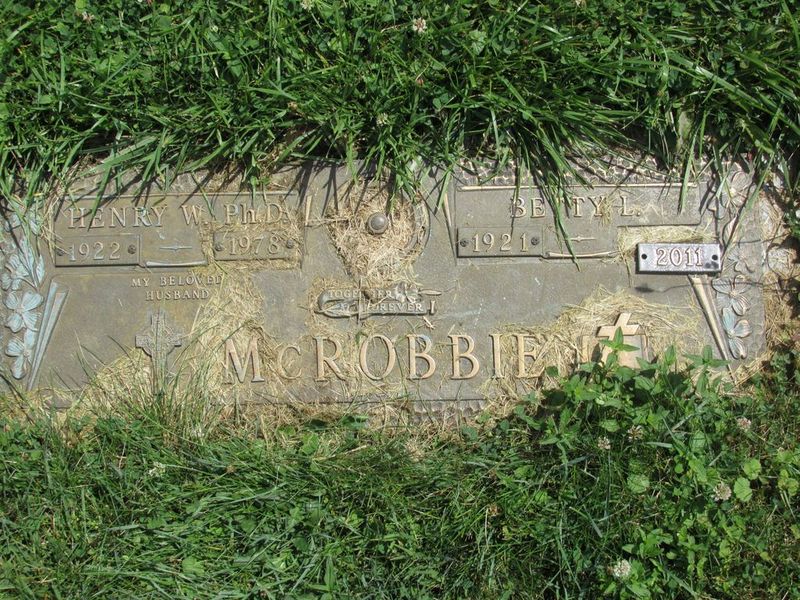 HENRY W. PH.D.
1922 1978
MY BELOVED
HUSBAND
BETTY L.
1921 2011
TOGETHER
FOREVER
MCROBBIE